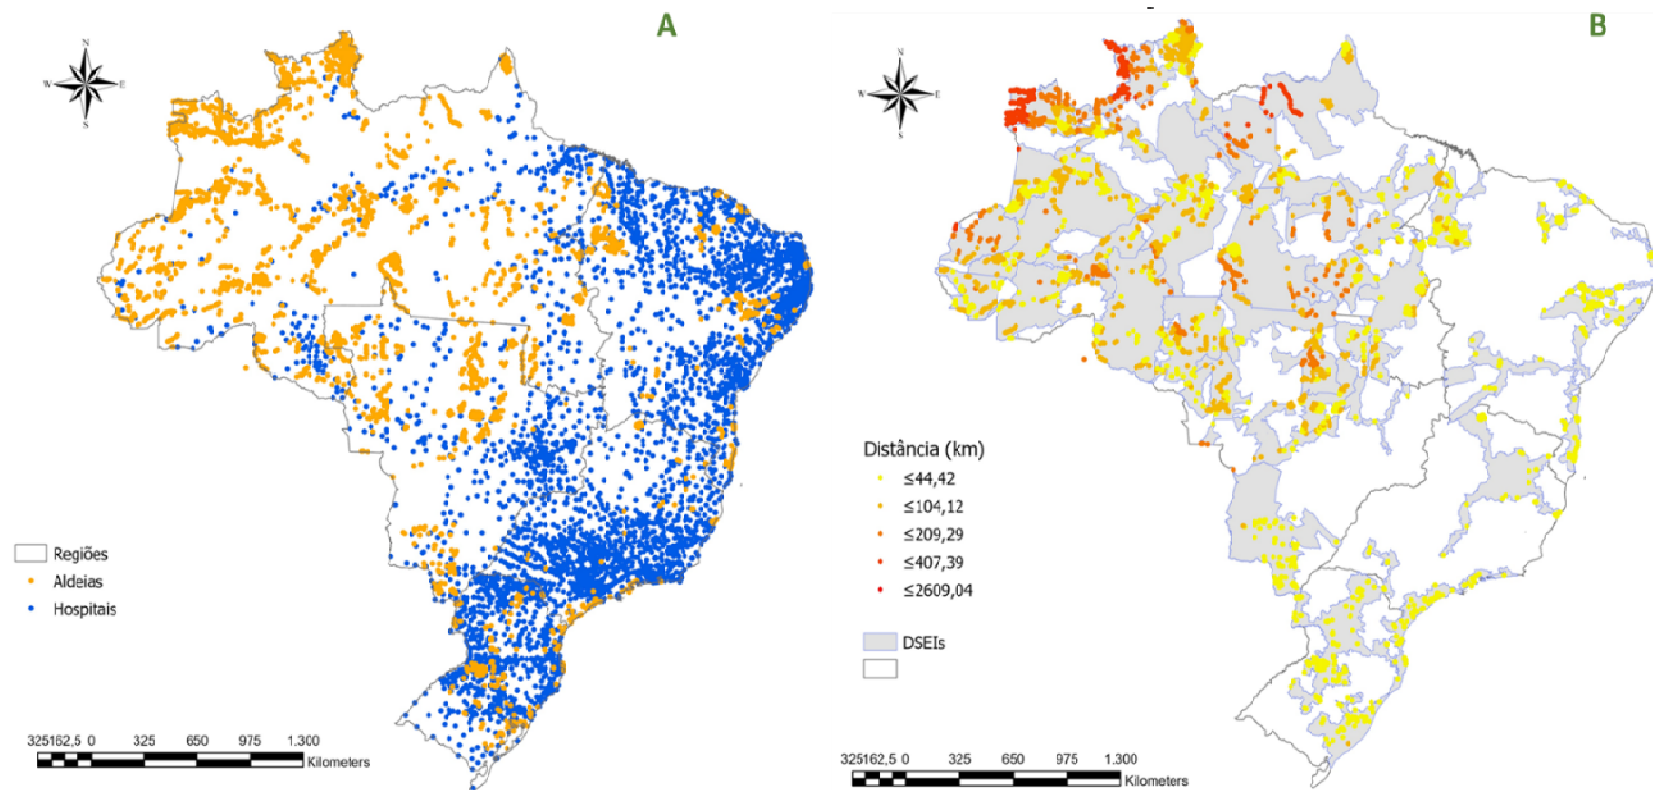 A
N
W E
S
Regiões
Aldeias
Hospitais
325162,5 0 325 650 975 1.300
Kilometers
B
N
W E
S
Distância (km)
≤44,42
≤104,12
≤209,29
≤407,39
≤2609,04
DSEIs
325162,5 0 325 650 975 1.300
Kilometers